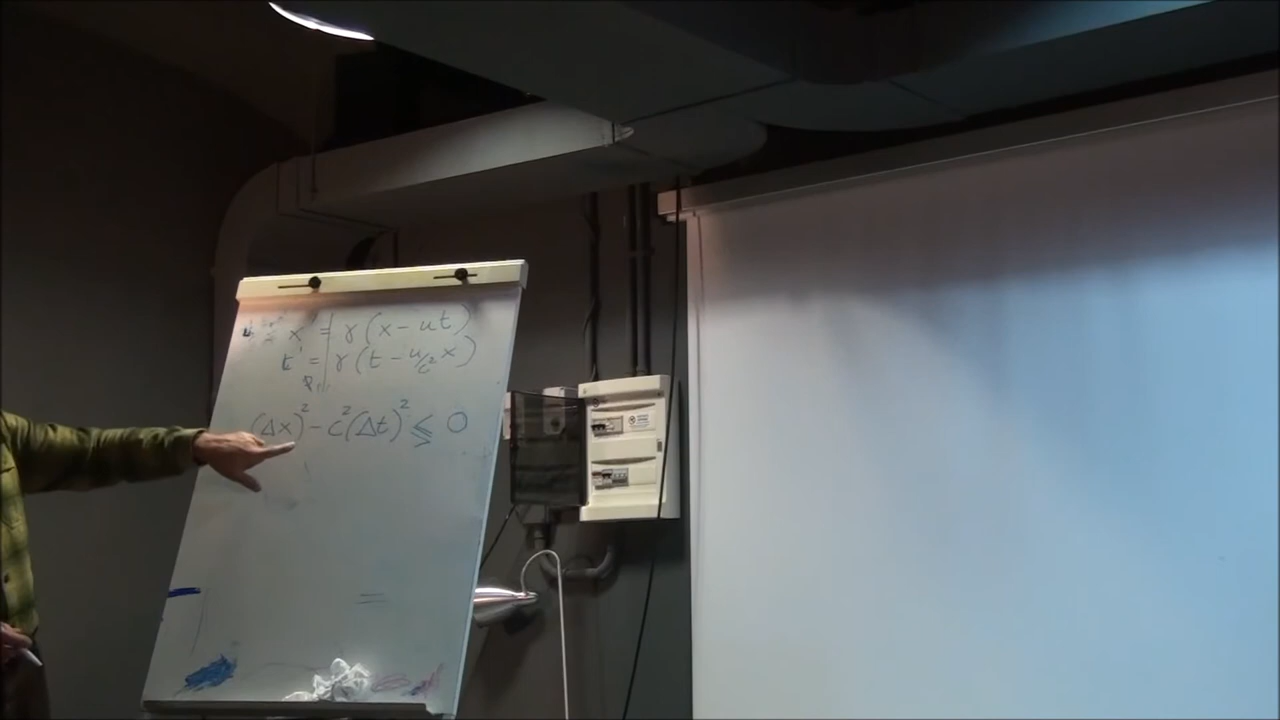 x' = γ(x - ut)
t' = γ(t - u/c² x)
(Δx)² - c²(Δt)² ≤ 0